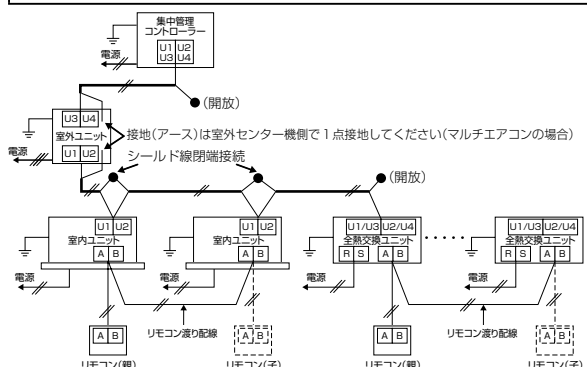 集中管理
コントローラー
U1 U2
U3 U4
電源
(開放)
U3 U4
室外ユニット
U1 U2
電源
接地(アース)は室外センター機側で1点接地してください(マルチエアコンの場合)
シールド線閉端接続
(開放)
U1 U2
室内ユニット
A B
電源
U1 U2
室内ユニット
A B
電源
U1/U3 U2/U4
全熱交換ユニット
R S A B
電源
U1/U3 U2/U4
全熱交換ユニット
R S A B
電源
リモコン渡り配線
リモコン渡り配線
A B
リモコン(親)
A B
リモコン(子)
A B
リモコン(親)
A B
リモコン(子)